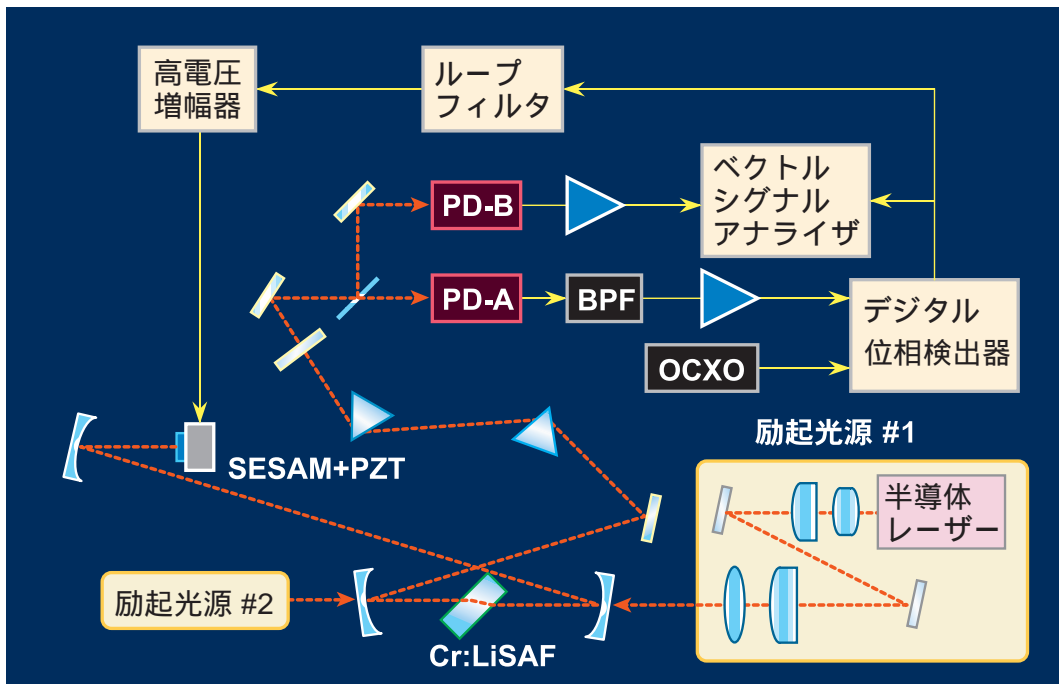 高電圧
増幅器
ループ
フィルタ
ベクトル
シグナル
アナライザ
PD-B
PD-A
BPF
OCXO
デジタル
位相検出器
SESAM+PZT
励起光源 #1
半導体
レーザー
励起光源 #2
Cr:LiSAF